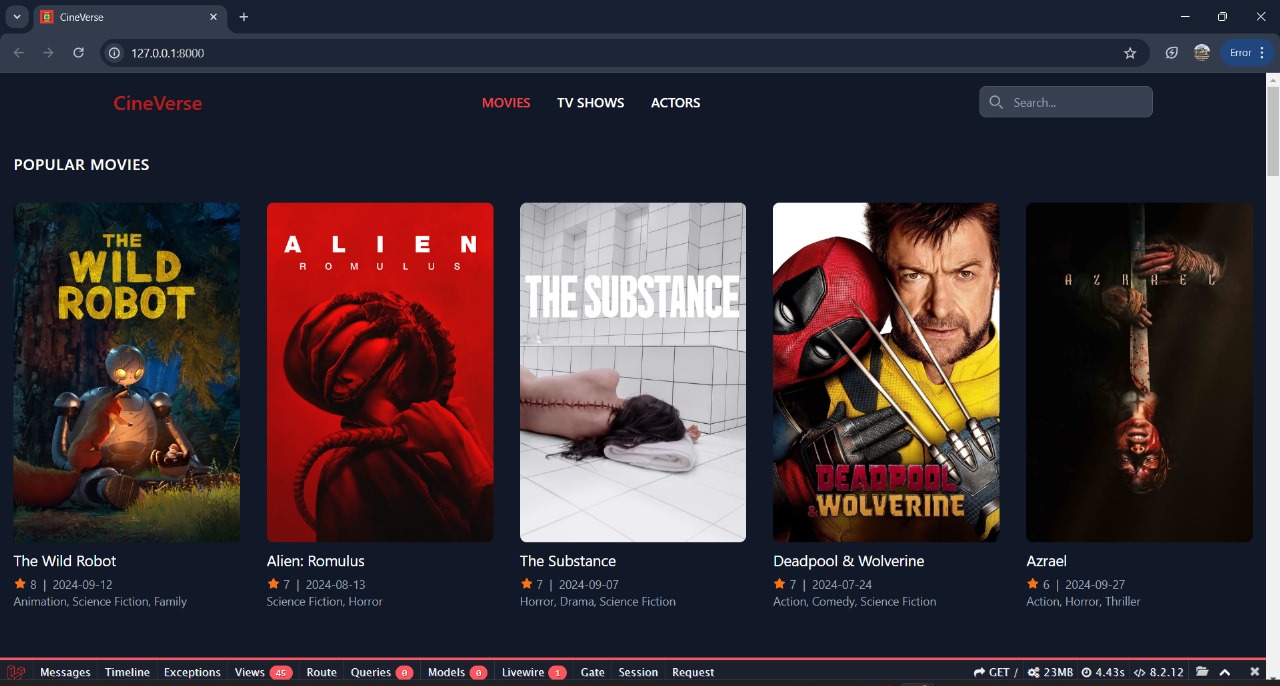 CineVerse
127.0.0.1:8000
Error
CineVerse
MOVIES TV SHOWS ACTORS
Search...
POPULAR MOVIES
THE
WILD
ROBOT
ALIEN
ROMULUS
THE SUBSTANCE
DEADPOOL
& WOLVERINE
AZRAEL
The Wild Robot
8 | 2024-09-12
Animation, Science Fiction, Family
Alien: Romulus
7 | 2024-08-13
Science Fiction, Horror
The Substance
7 | 2024-09-07
Horror, Drama, Science Fiction
Deadpool & Wolverine
7 | 2024-07-24
Action, Comedy, Science Fiction
Azrael
6 | 2024-09-27
Action, Horror, Thriller
Messages Timeline Exceptions Views 45 Route Queries 0 Models 0 Livewire 1 Gate Session Request GET / 23MB 4.43s 8.2.12